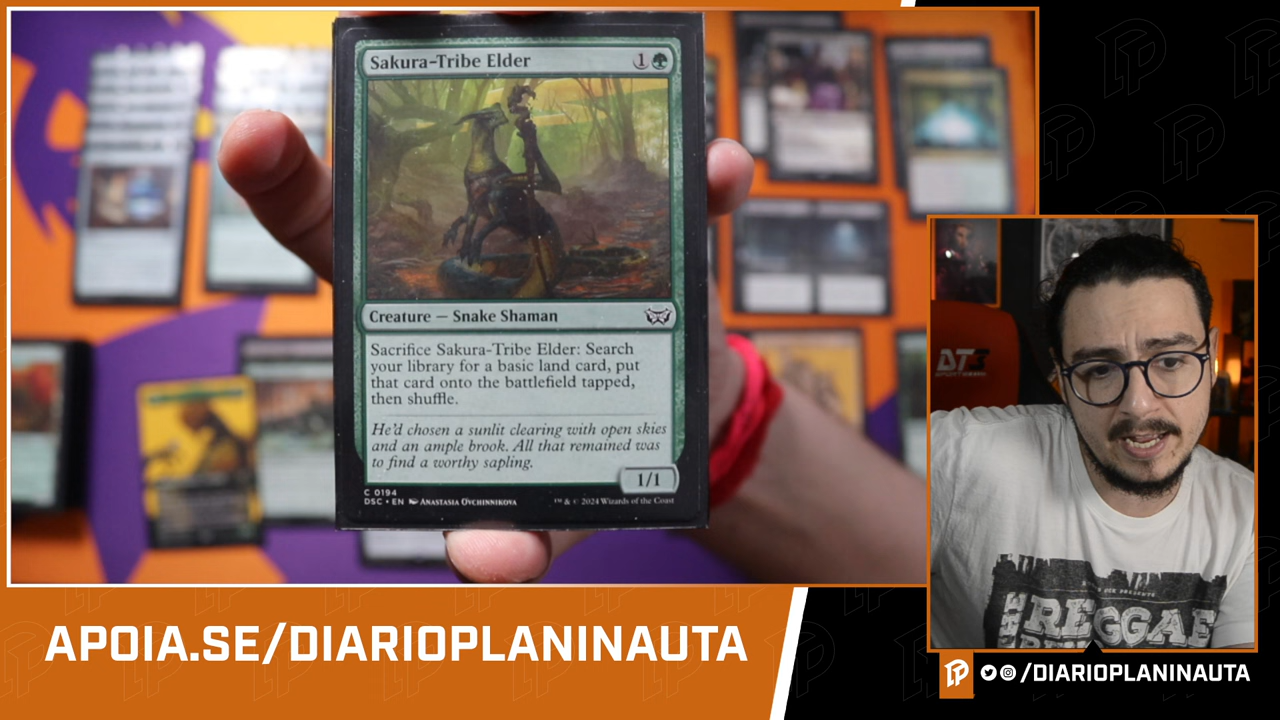 Sakura-Tribe Elder 1
Creature — Snake Shaman
Sacrifice Sakura-Tribe Elder: Search
your library for a basic land card, put
that card onto the battlefield tapped,
then shuffle.
He'd chosen a sunlit clearing with open skies
and an ample brook. All that remained was
to find a worthy sapling.
1/1
C 0194
DSC • EN ANASTASIA OVCHINNIKOVA
™ & © 2024 Wizards of the Coast
DT3
REGGAE
APOIA.SE/DIARIOPLANINAUTA
/DIARIOPLANINAUTA